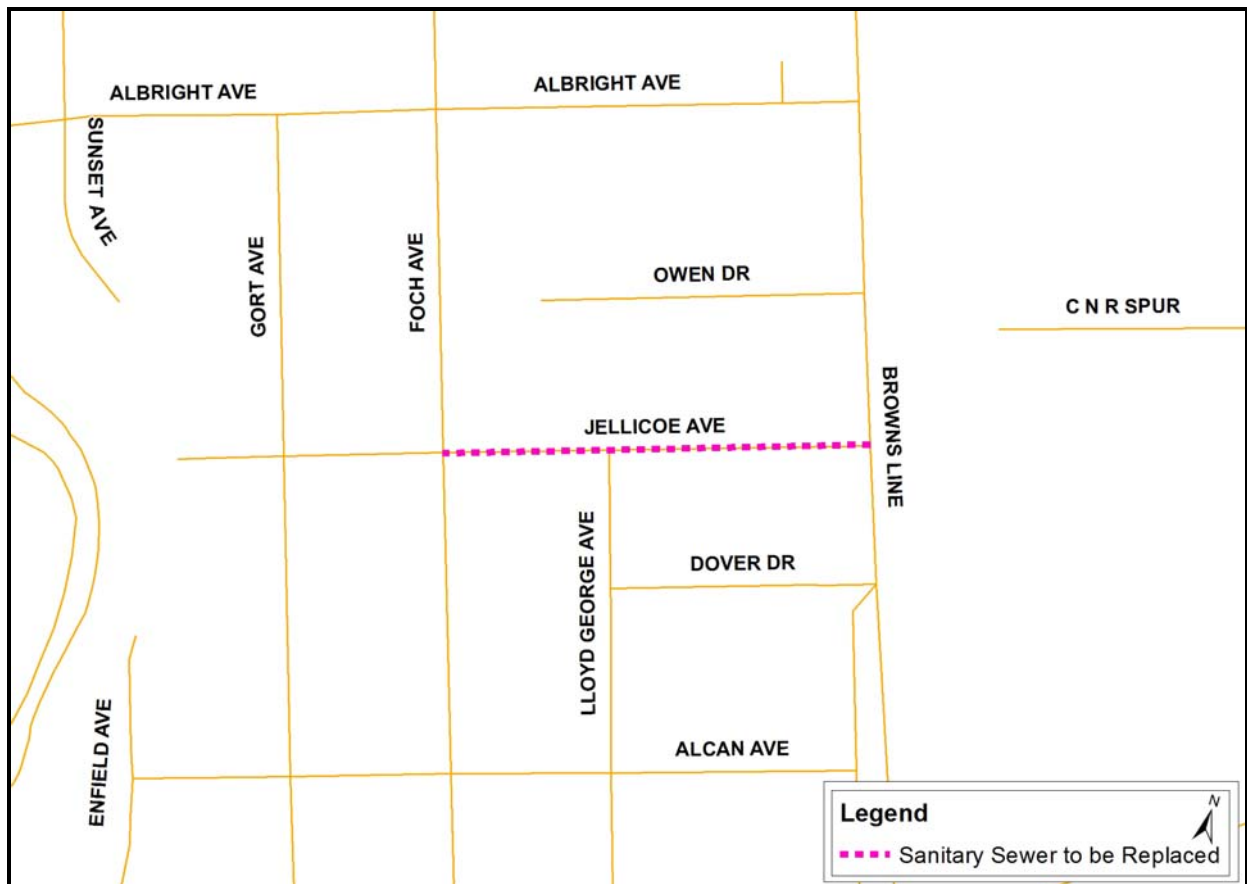 ALBRIGHT AVE
ALBRIGHT AVE
SUNSET AVE
GORT AVE
FOCH AVE
OWEN DR
C N R SPUR
BROWNS LINE
JELLICOE AVE
LLOYD GEORGE AVE
DOVER DR
ENFIELD AVE
ALCAN AVE
Legend
N
Sanitary Sewer to be Replaced